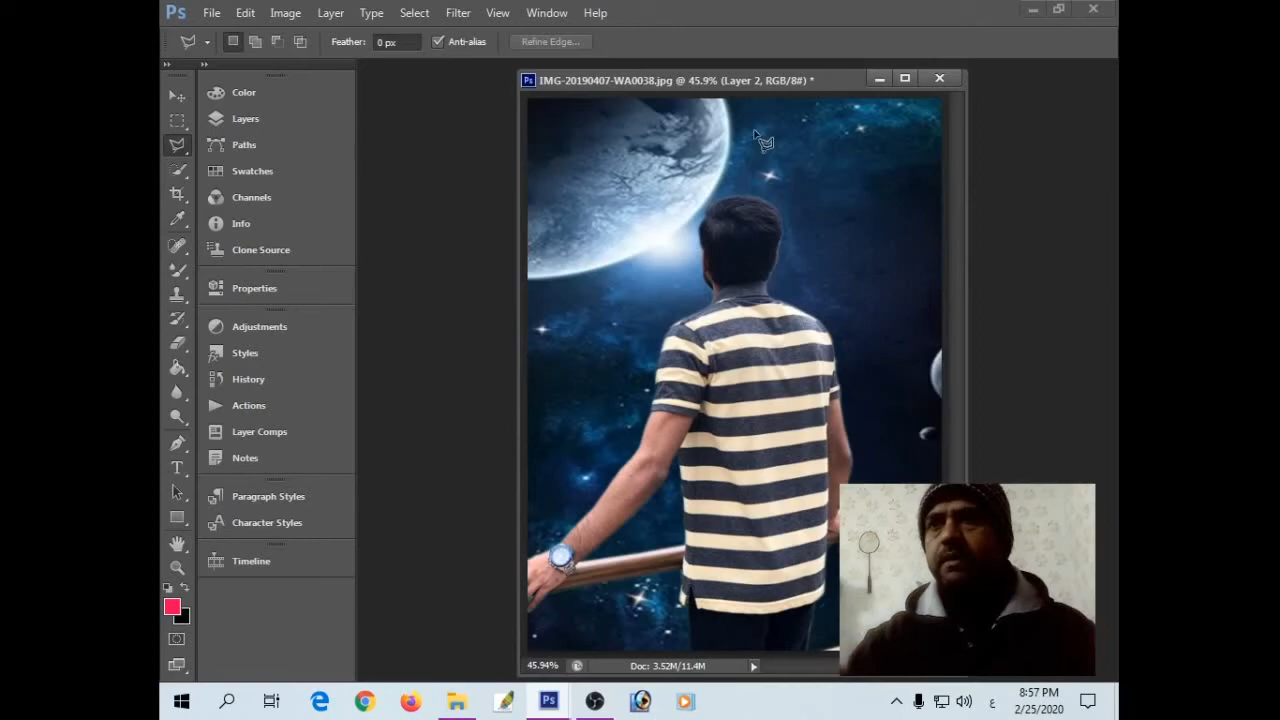 Ps File Edit Image Layer Type Select Filter View Window Help
Feather: 0 px Anti-alias Refine Edge...
Ps IMG-20190407-WA0038.jpg @ 45.9% (Layer 2, RGB/8#) *
Color
Layers
Paths
Swatches
Channels
Info
Clone Source
Properties
Adjustments
Styles
History
Actions
Layer Comps
Notes
Paragraph Styles
Character Styles
Timeline
45.94% Doc: 3.52M/11.4M
Ps
ع
8:57 PM
2/25/2020